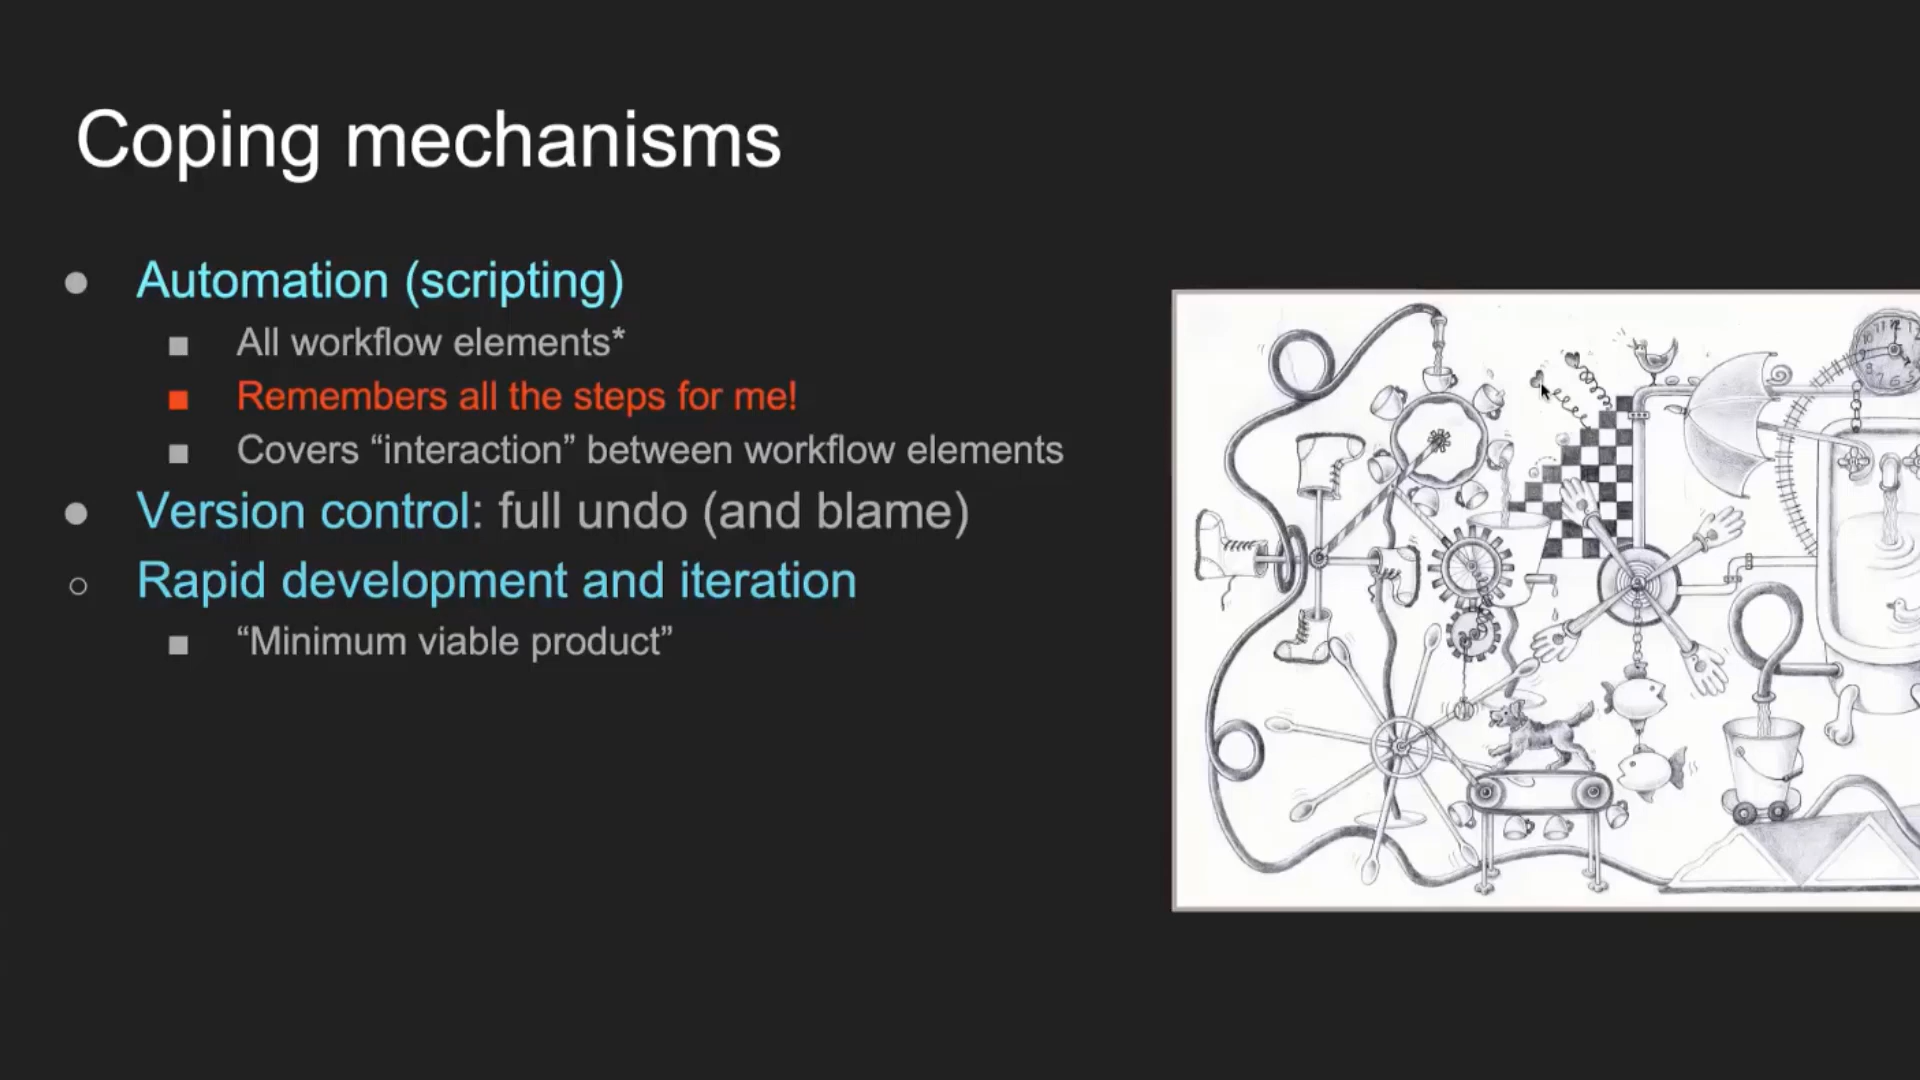 Coping mechanisms
Automation (scripting)
All workflow elements*
Remembers all the steps for me!
Covers “interaction” between workflow elements
Version control: full undo (and blame)
Rapid development and iteration
“Minimum viable product”